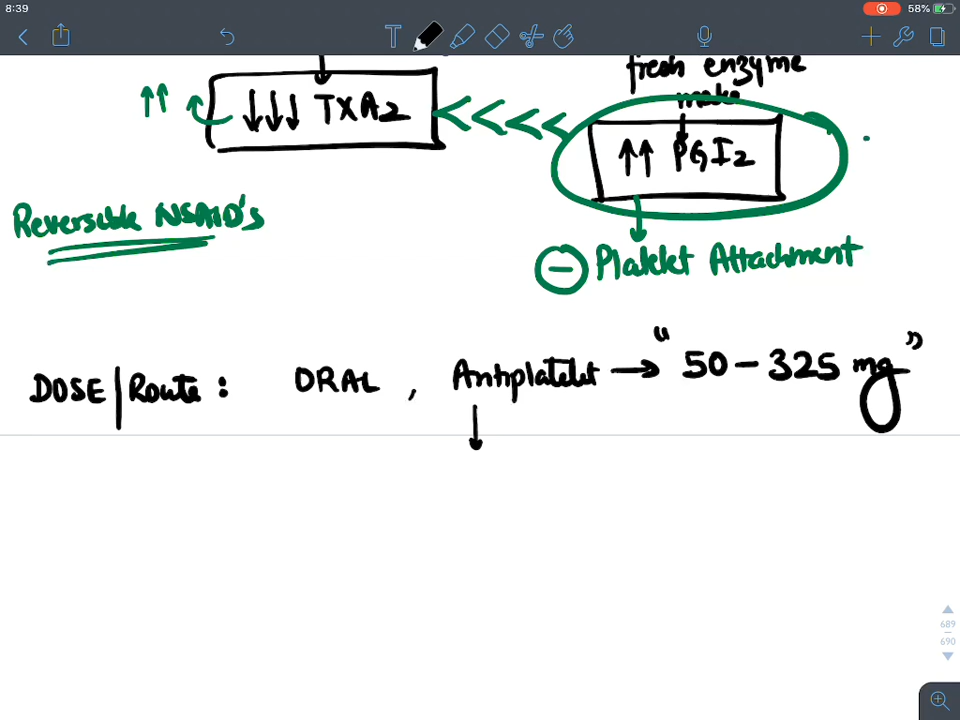 8:39
58%
T
fresh enzyme
make
↑↑ ↓↓↓ TXA2 <<<<
↑↑ PGI2
Reversible NSAID's
⊖ Platelet Attachment
DOSE/Route: ORAL, Antiplatelet → "50-325 mg"
689
690